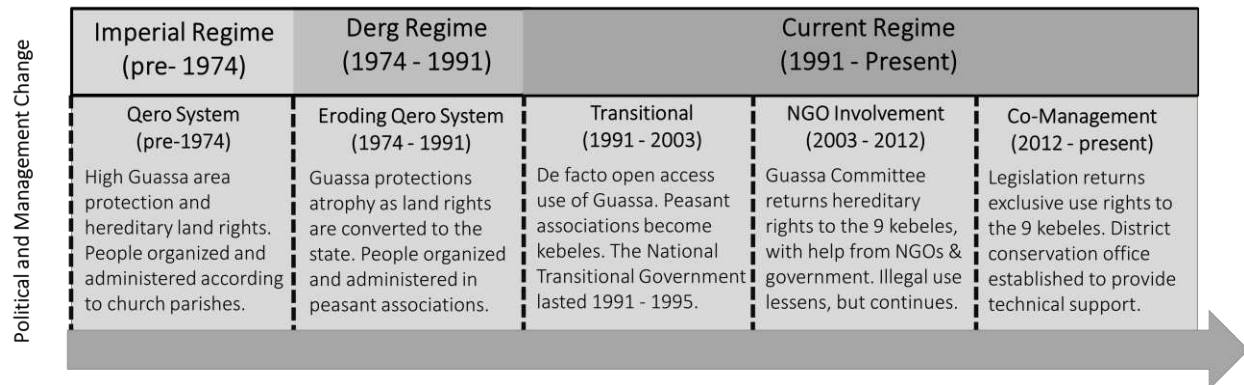 Political and Management Change
Imperial Regime
(pre- 1974)
Derg Regime
(1974 - 1991)
Current Regime
(1991 - Present)
Qero System
(pre-1974)
High Guassa area
protection and
hereditary land rights.
People organized and
administered according
to church parishes.
Eroding Qero System
(1974 - 1991)
Guassa protections
atrophy as land rights
are converted to the
state. People organized
and administered in
peasant associations.
Transitional
(1991 - 2003)
De facto open access
use of Guassa. Peasant
associations become
kebeles. The National
Transitional Government
lasted 1991 - 1995.
NGO Involvement
(2003 - 2012)
Guassa Committee
returns hereditary
rights to the 9 kebeles,
with help from NGOs &
government. Illegal use
lessens, but continues.
Co-Management
(2012 - present)
Legislation returns
exclusive use rights to
the 9 kebeles. District
conservation office
established to provide
technical support.